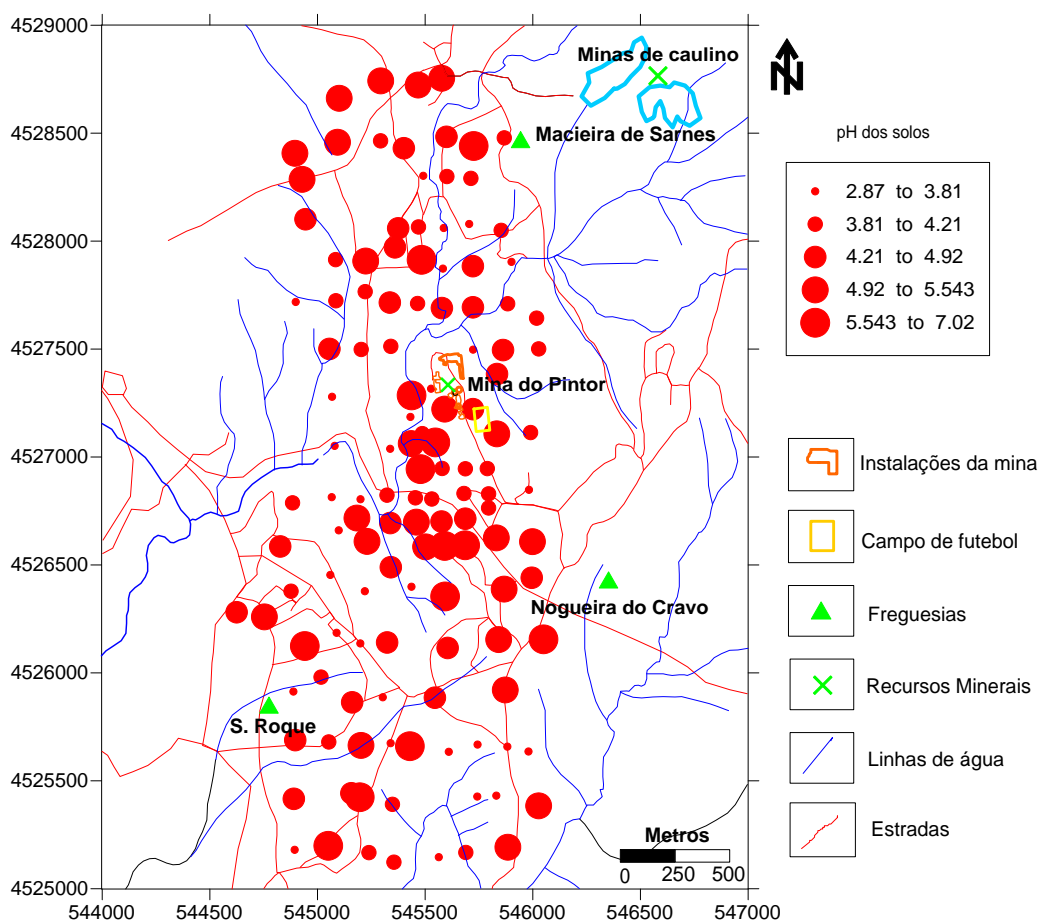 4529000
4528500
4528000
4527500
4527000
4526500
4526000
4525500
4525000
544000 544500 545000 545500 546000 546500 547000
Minas de caulino
Macieira de Sarnes
Mina do Pintor
Nogueira do Cravo
S. Roque
Metros
0 250 500
N
pH dos solos
2.87 to 3.81
3.81 to 4.21
4.21 to 4.92
4.92 to 5.543
5.543 to 7.02
Instalações da mina
Campo de futebol
Freguesias
Recursos Minerais
Linhas de água
Estradas